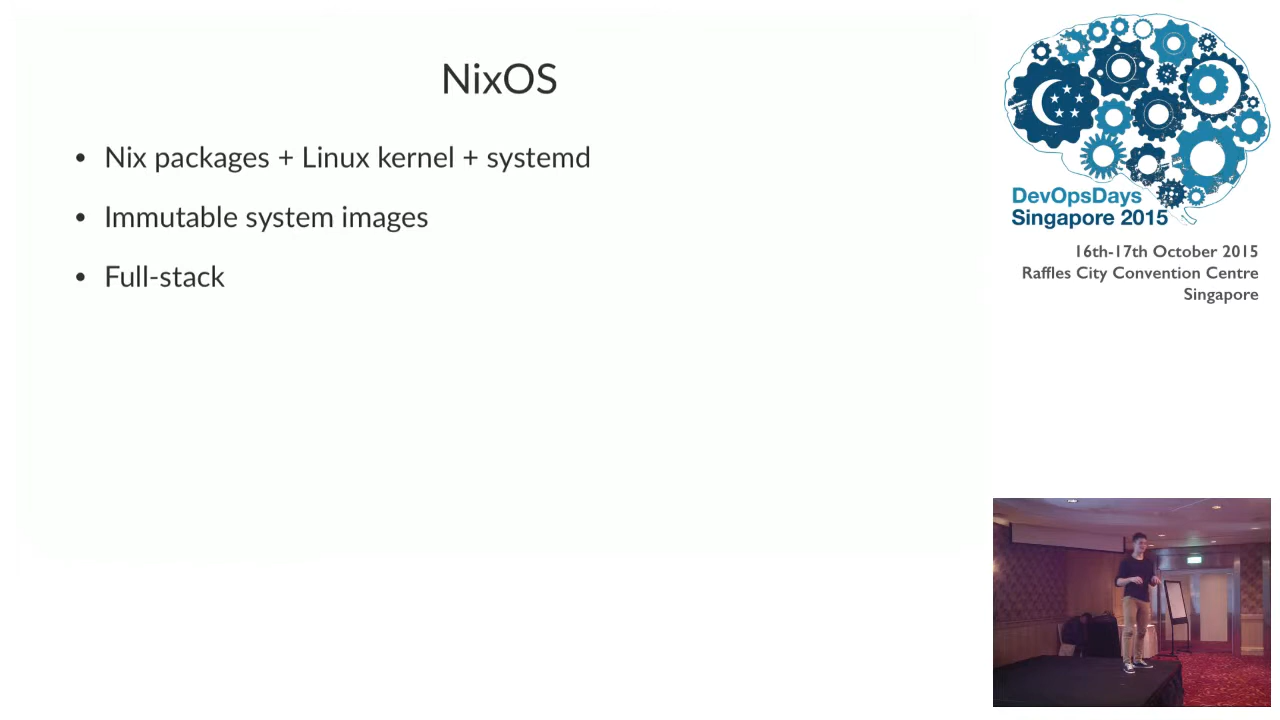 NixOS
• Nix packages + Linux kernel + systemd
• Immutable system images
• Full-stack
DevOpsDays
Singapore 2015
16th-17th October 2015
Raffles City Convention Centre
Singapore